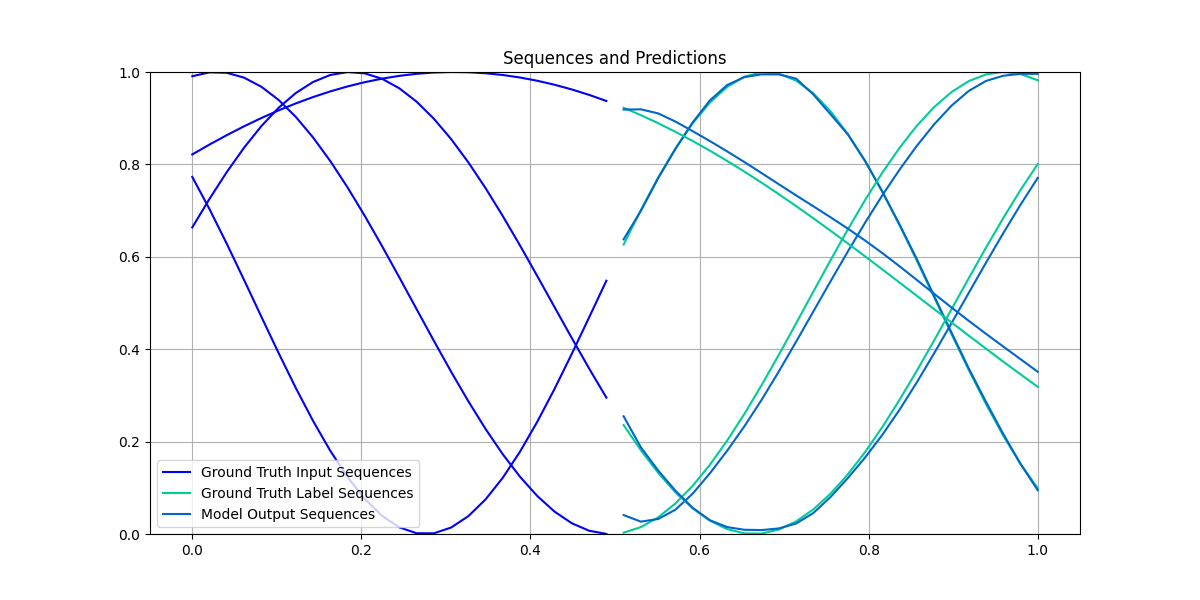 Sequences and Predictions
1.0
0.8
0.6
0.4
0.2
0.0
Ground Truth Input Sequences
Ground Truth Label Sequences
Model Output Sequences
0.0 0.2 0.4 0.6 0.8 1.0